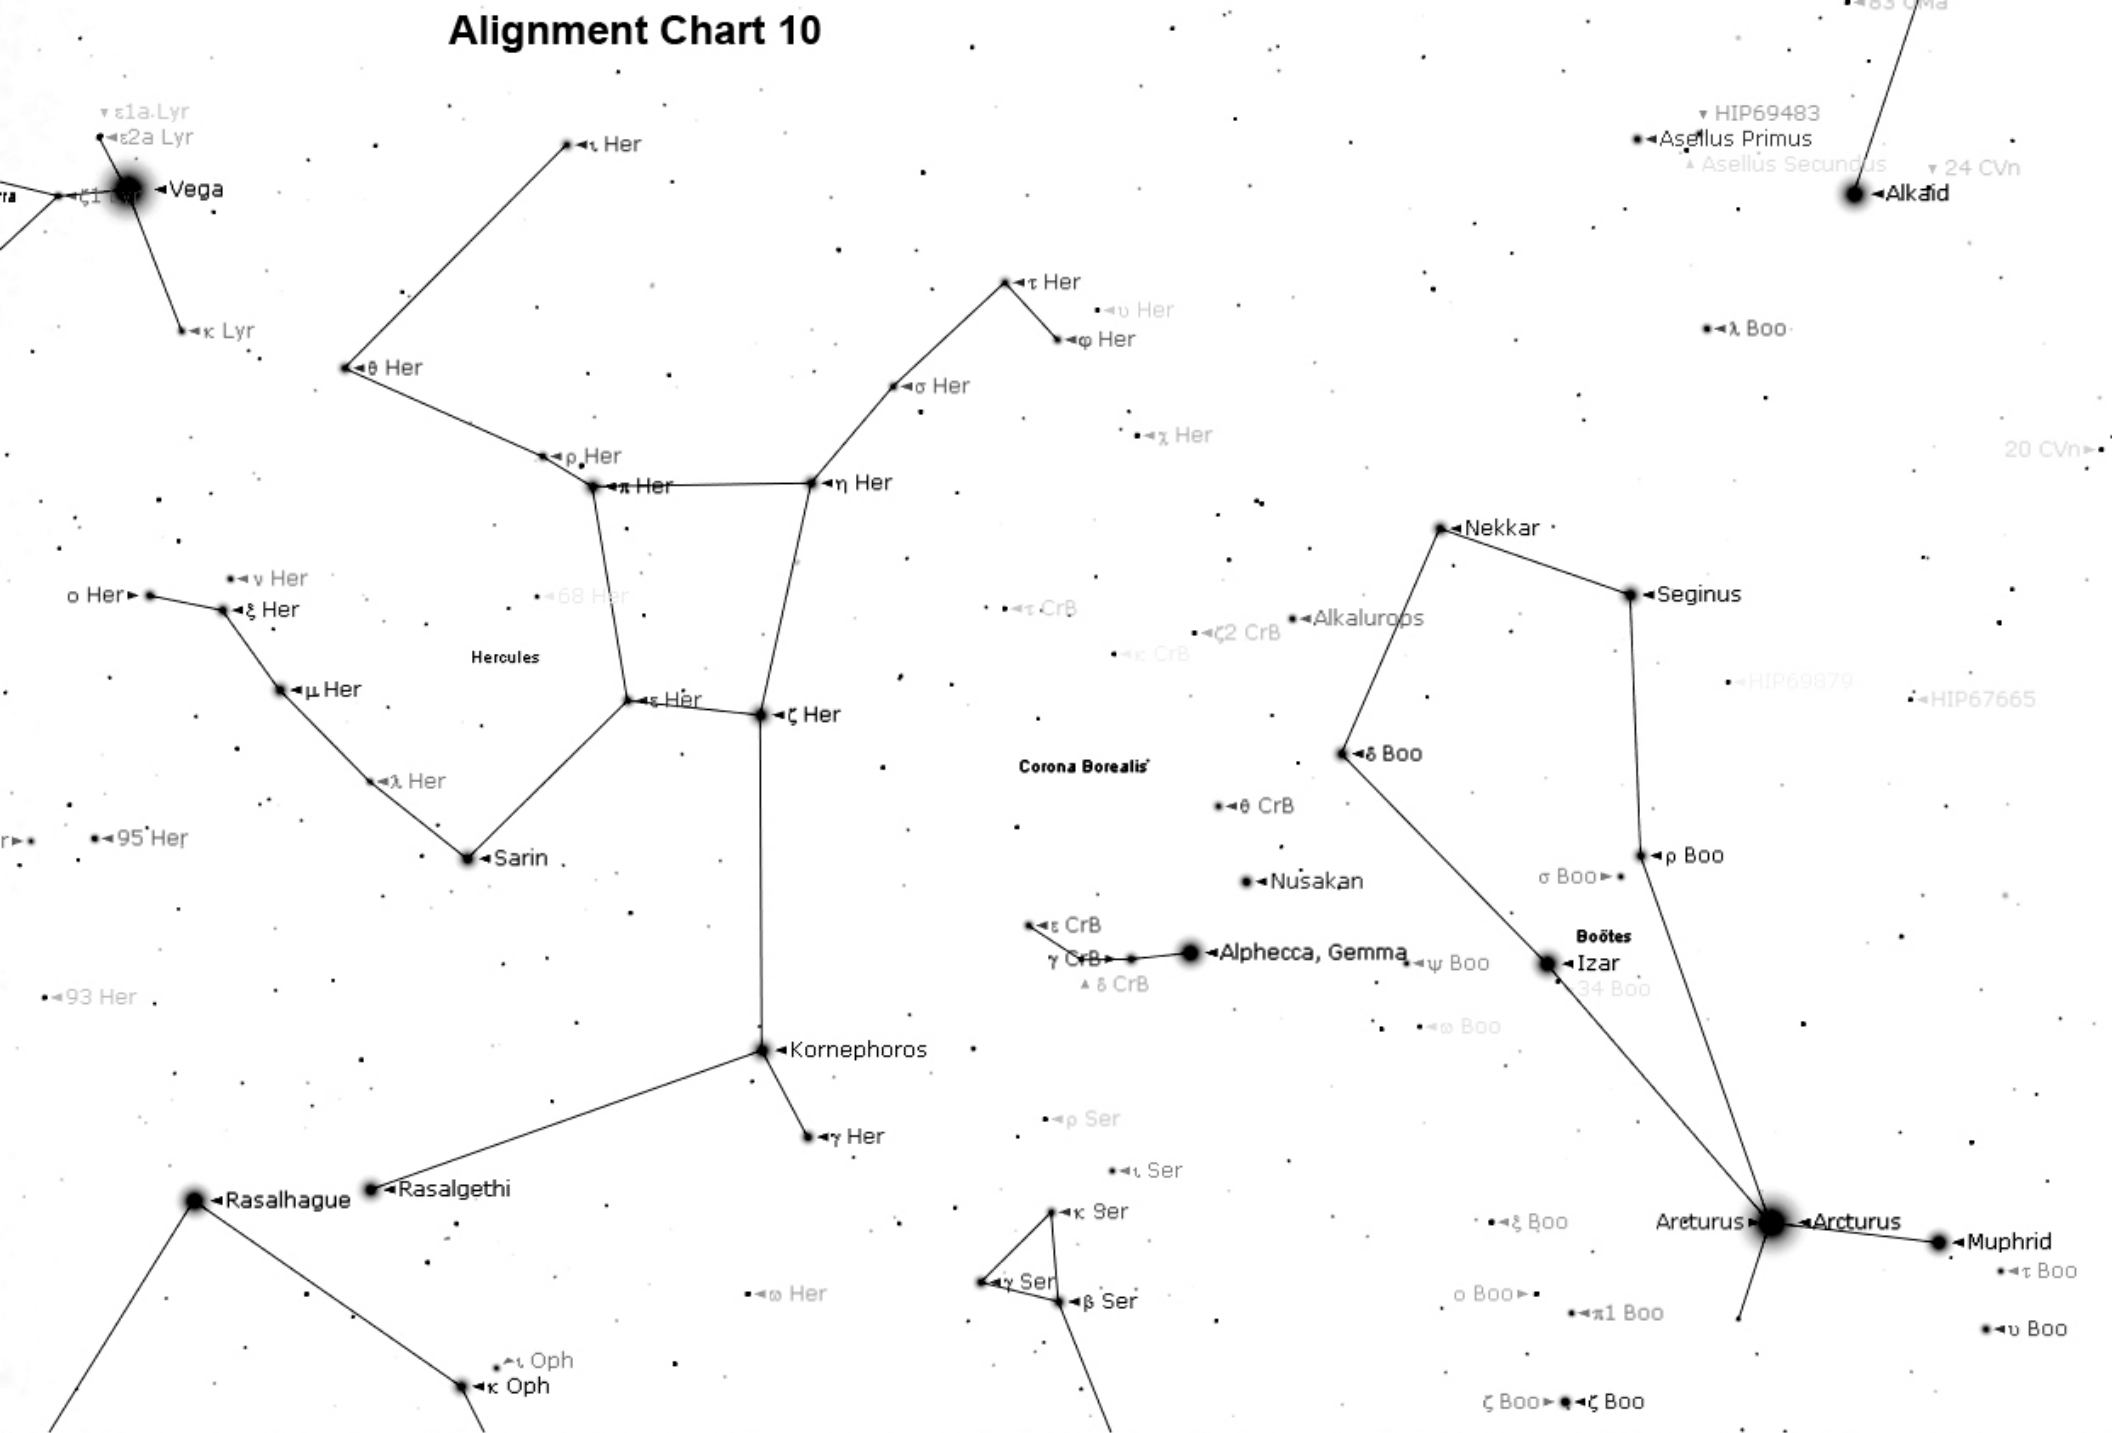 Alignment Chart 10
83 UMa
ε1a Lyr
HIP69483
ε2a Lyr
Asellus Primus
ι Her
Asellus Secundus
24 CVn
Vega
ζ1 Lyr
Alkaid
τ Her
υ Her
κ Lyr
λ Boo
φ Her
θ Her
σ Her
χ Her
20 CVn
ρ Her
π Her
η Her
Nekkar
ν Her
ο Her
ξ Her
68 Her
Seginus
τ CrB
Alkalurops
ζ2 CrB
κ CrB
Hercules
HIP69879
μ Her
ε Her
HIP67665
ζ Her
δ Boo
Corona Borealis
λ Her
θ CrB
95 Her
Sarin
ρ Boo
σ Boo
Nusakan
ε CrB
Boötes
γ CrB
Alphecca, Gemma
ψ Boo
Izar
δ CrB
34 Boo
93 Her
ω Boo
Kornephoros
ρ Ser
γ Her
ι Ser
Rasalgethi
Rasalhague
κ Ser
ξ Boo
Arcturus
Arcturus
Muphrid
τ Boo
γ Ser
ω Her
β Ser
ο Boo
π1 Boo
υ Boo
ι Oph
κ Oph
ζ Boo
ζ Boo